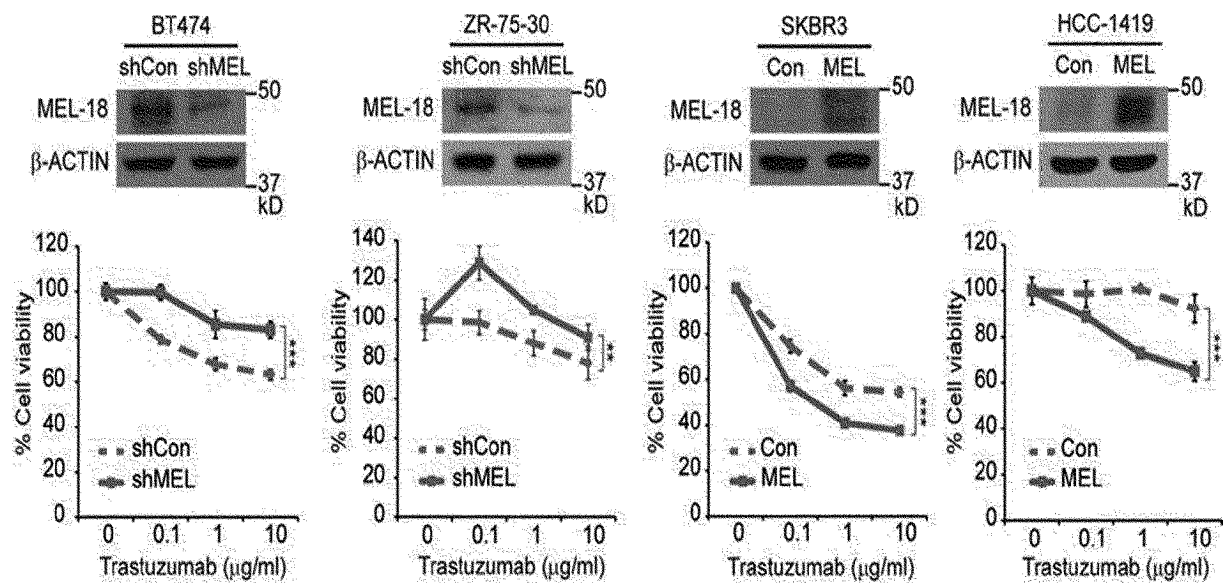 BT474
shCon shMEL
MEL-18
50
β-ACTIN
37
kD
120
100
80
60
40
20
0
% Cell viability
***
shCon
shMEL
0 0.1 1 10
Trastuzumab (μg/ml)
ZR-75-30
shCon shMEL
MEL-18
50
β-ACTIN
37
kD
140
120
100
80
60
40
20
0
% Cell viability
**
shCon
shMEL
0 0.1 1 10
Trastuzumab (μg/ml)
SKBR3
Con MEL
MEL-18
50
β-ACTIN
37
kD
120
100
80
60
40
20
0
% Cell viability
***
Con
MEL
0 0.1 1 10
Trastuzumab (μg/ml)
HCC-1419
Con MEL
MEL-18
50
β-ACTIN
37
kD
120
100
80
60
40
20
0
% Cell viability
***
Con
MEL
0 0.1 1 10
Trastuzumab (μg/ml)